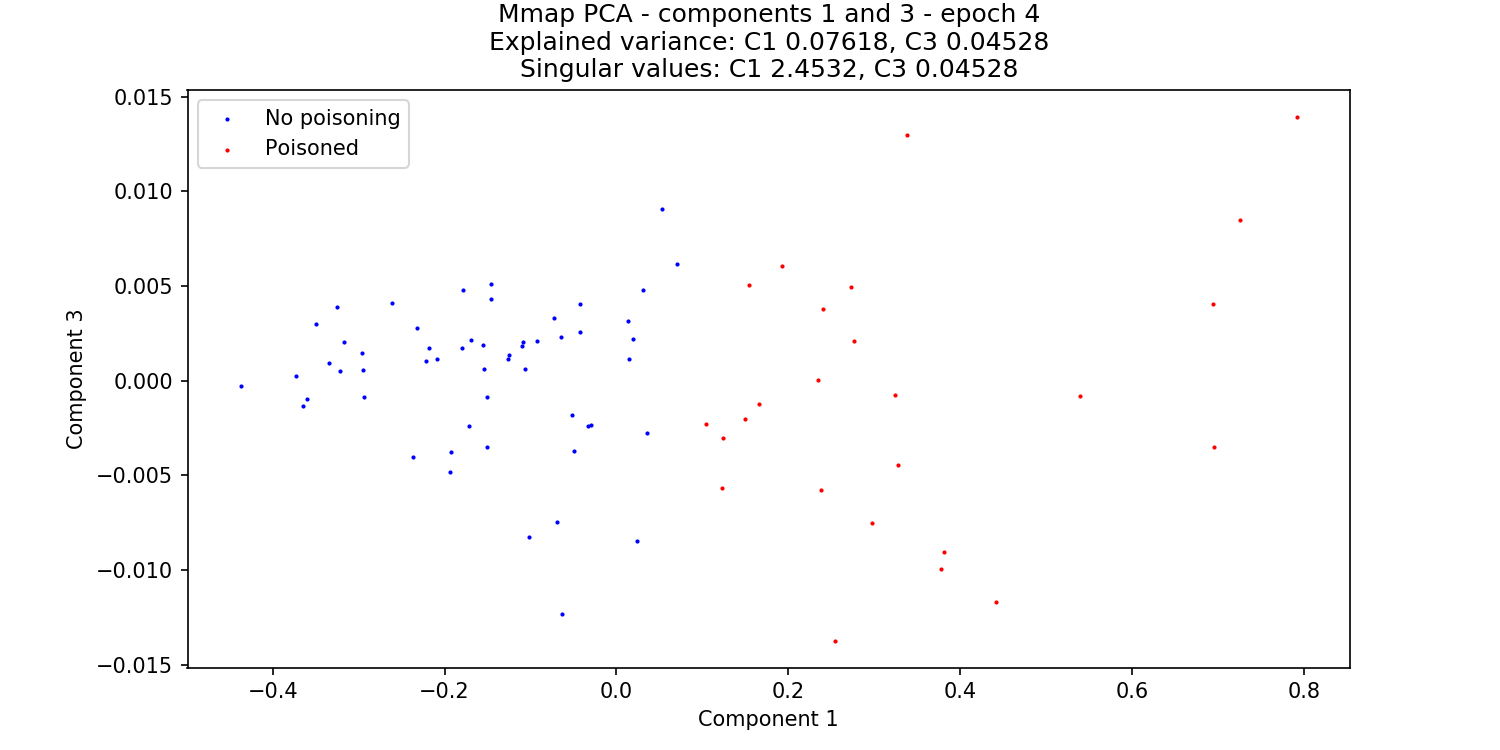 Mmap PCA - components 1 and 3 - epoch 4
Explained variance: C1 0.07618, C3 0.04528
Singular values: C1 2.4532, C3 0.04528
No poisoning
Poisoned
0.015
0.010
0.005
0.000
−0.005
−0.010
−0.015
Component 3
−0.4
−0.2
0.0
0.2
0.4
0.6
0.8
Component 1